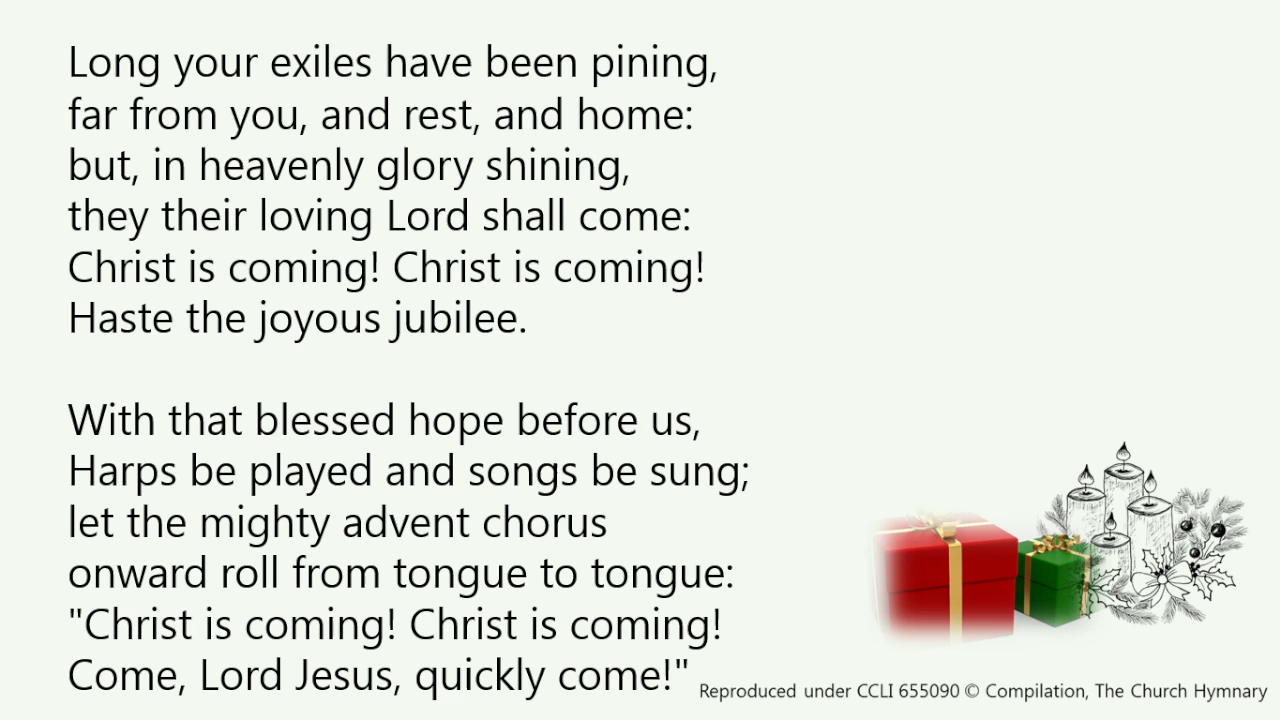 Long your exiles have been pining,
far from you, and rest, and home:
but, in heavenly glory shining,
they their loving Lord shall come:
Christ is coming! Christ is coming!
Haste the joyous jubilee.
With that blessed hope before us,
Harps be played and songs be sung;
let the mighty advent chorus
onward roll from tongue to tongue:
"Christ is coming! Christ is coming!
Come, Lord Jesus, quickly come!"
Reproduced under CCLI 655090 © Compilation, The Church Hymnary